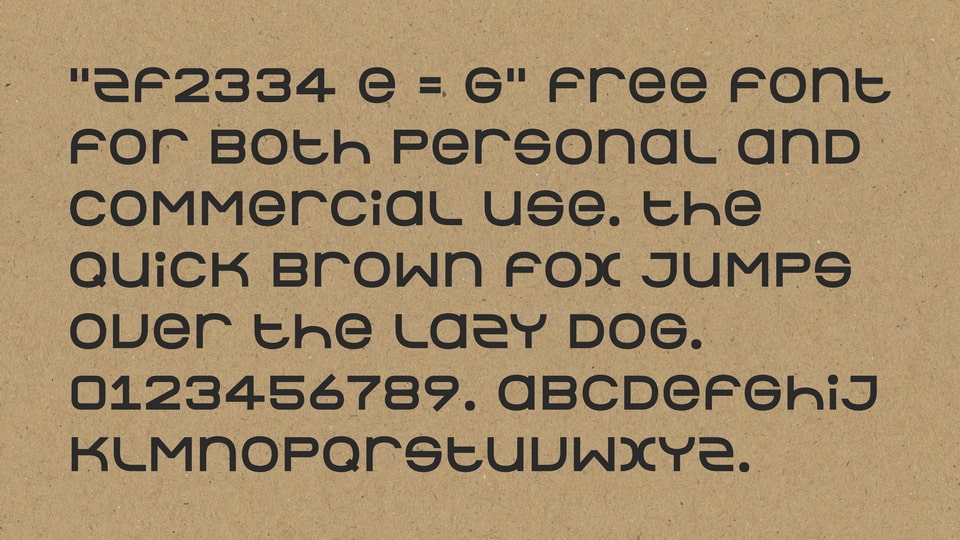 "ZF2334 e = G" free font
for both personal and
commercial use. the
quick brown fox jumps
over the lazy dog.
0123456789. abcdefghij
klmnopqrstuvwxyz.